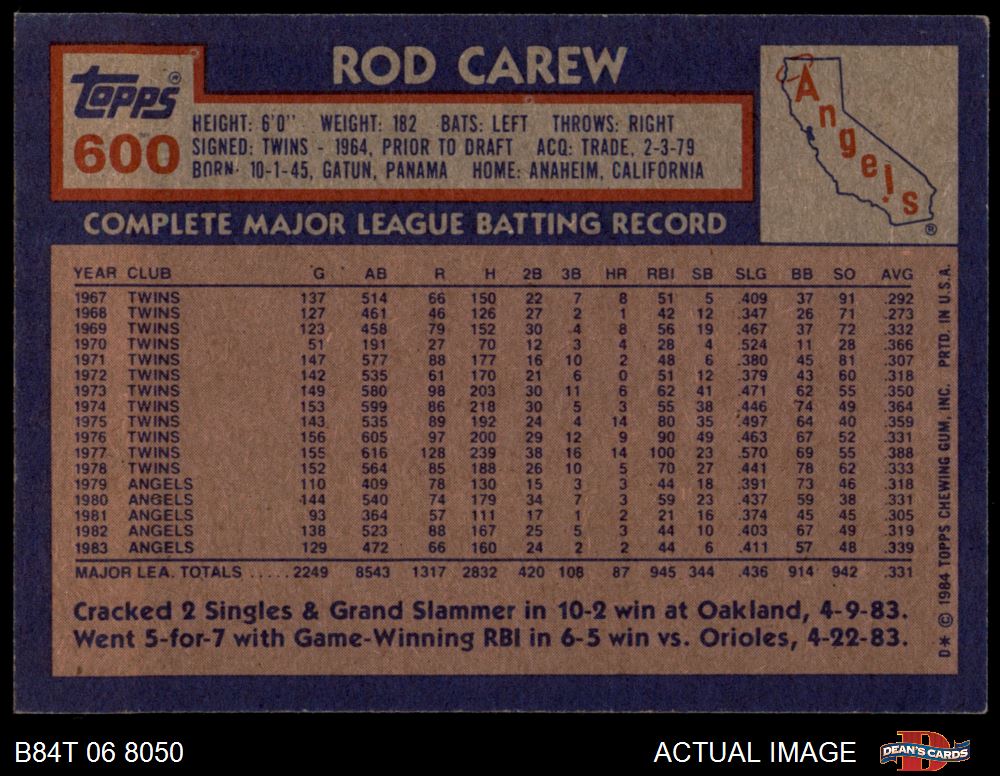 ROD CAREW
Topps®
600
HEIGHT: 6'0" WEIGHT: 182 BATS: LEFT THROWS: RIGHT
SIGNED: TWINS - 1964, PRIOR TO DRAFT ACQ: TRADE, 2-3-79
BORN: 10-1-45, GATUN, PANAMA HOME: ANAHEIM, CALIFORNIA
Angels
®
COMPLETE MAJOR LEAGUE BATTING RECORD
YEAR CLUB G AB R H 2B 3B HR RBI SB SLG BB SO AVG
1967 TWINS 137 514 66 150 22 7 8 51 5 .409 37 91 .292
1968 TWINS 127 461 46 126 27 2 1 42 12 .347 26 71 .273
1969 TWINS 123 458 79 152 30 4 8 56 19 .467 37 72 .332
1970 TWINS 51 191 27 70 12 3 4 28 4 .524 11 28 .366
1971 TWINS 147 577 88 177 16 10 2 48 6 .380 45 81 .307
1972 TWINS 142 535 61 170 21 6 0 51 12 .379 43 60 .318
1973 TWINS 149 580 98 203 30 11 6 62 41 .471 62 55 .350
1974 TWINS 153 599 86 218 30 5 3 55 38 .446 74 49 .364
1975 TWINS 143 535 89 192 24 4 14 80 35 .497 64 40 .359
1976 TWINS 156 605 97 200 29 12 9 90 49 .463 67 52 .331
1977 TWINS 155 616 128 239 38 16 14 100 23 .570 69 55 .388
1978 TWINS 152 564 85 188 26 10 5 70 27 .441 78 62 .333
1979 ANGELS 110 409 78 130 15 3 3 44 18 .391 73 46 .318
1980 ANGELS 144 540 74 179 34 7 3 59 23 .437 59 38 .331
1981 ANGELS 93 364 57 111 17 1 2 21 16 .374 45 45 .305
1982 ANGELS 138 523 88 167 25 5 3 44 10 .403 67 49 .319
1983 ANGELS 129 472 66 160 24 2 2 44 6 .411 57 48 .339
MAJOR LEA. TOTALS ..... 2249 8543 1317 2832 420 108 87 945 344 .436 914 942 .331
Cracked 2 Singles & Grand Slammer in 10-2 win at Oakland, 4-9-83.
Went 5-for-7 with Game-Winning RBI in 6-5 win vs. Orioles, 4-22-83.
D* © 1984 TOPPS CHEWING GUM, INC. PRTD. IN U.S.A.
B84T 06 8050
ACTUAL IMAGE
DEAN'S CARDS